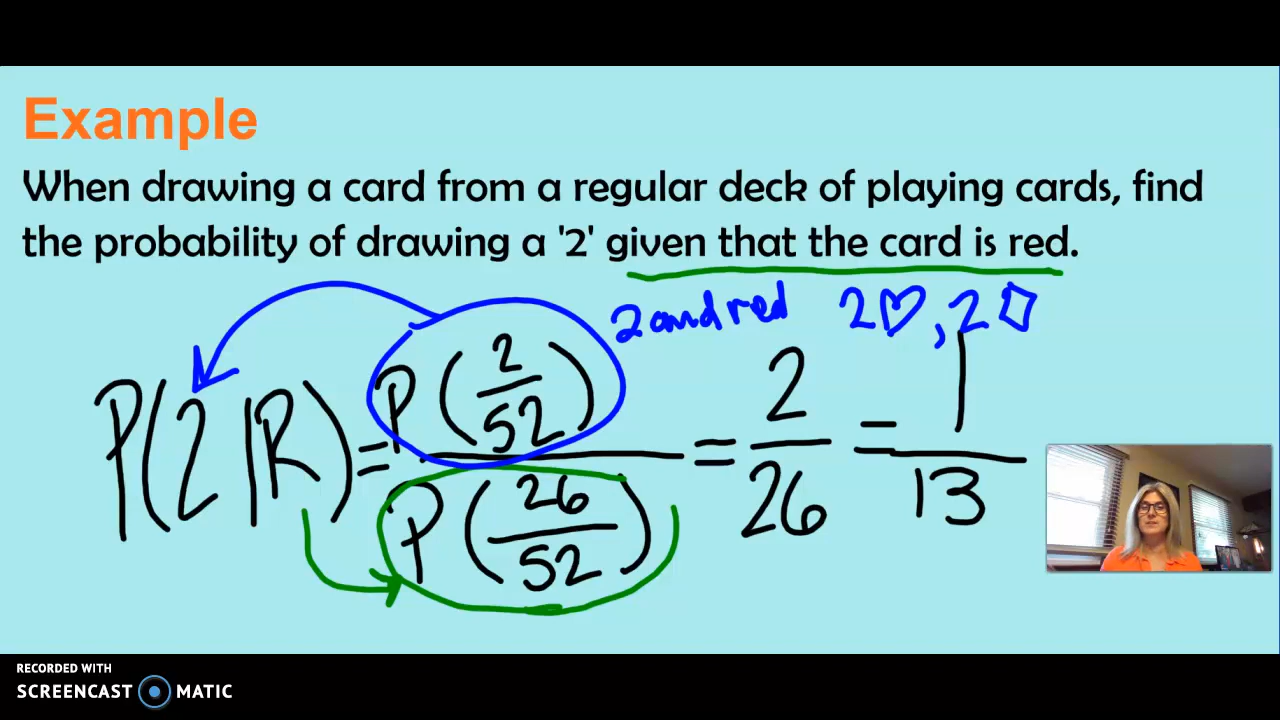 Example
When drawing a card from a regular deck of playing cards, find
the probability of drawing a '2' given that the card is red.
2 and red 2♡, 2◇
P(2|R) = P(2/52) / P(26/52) = 2/26 = 1/13
RECORDED WITH
SCREENCAST MATIC